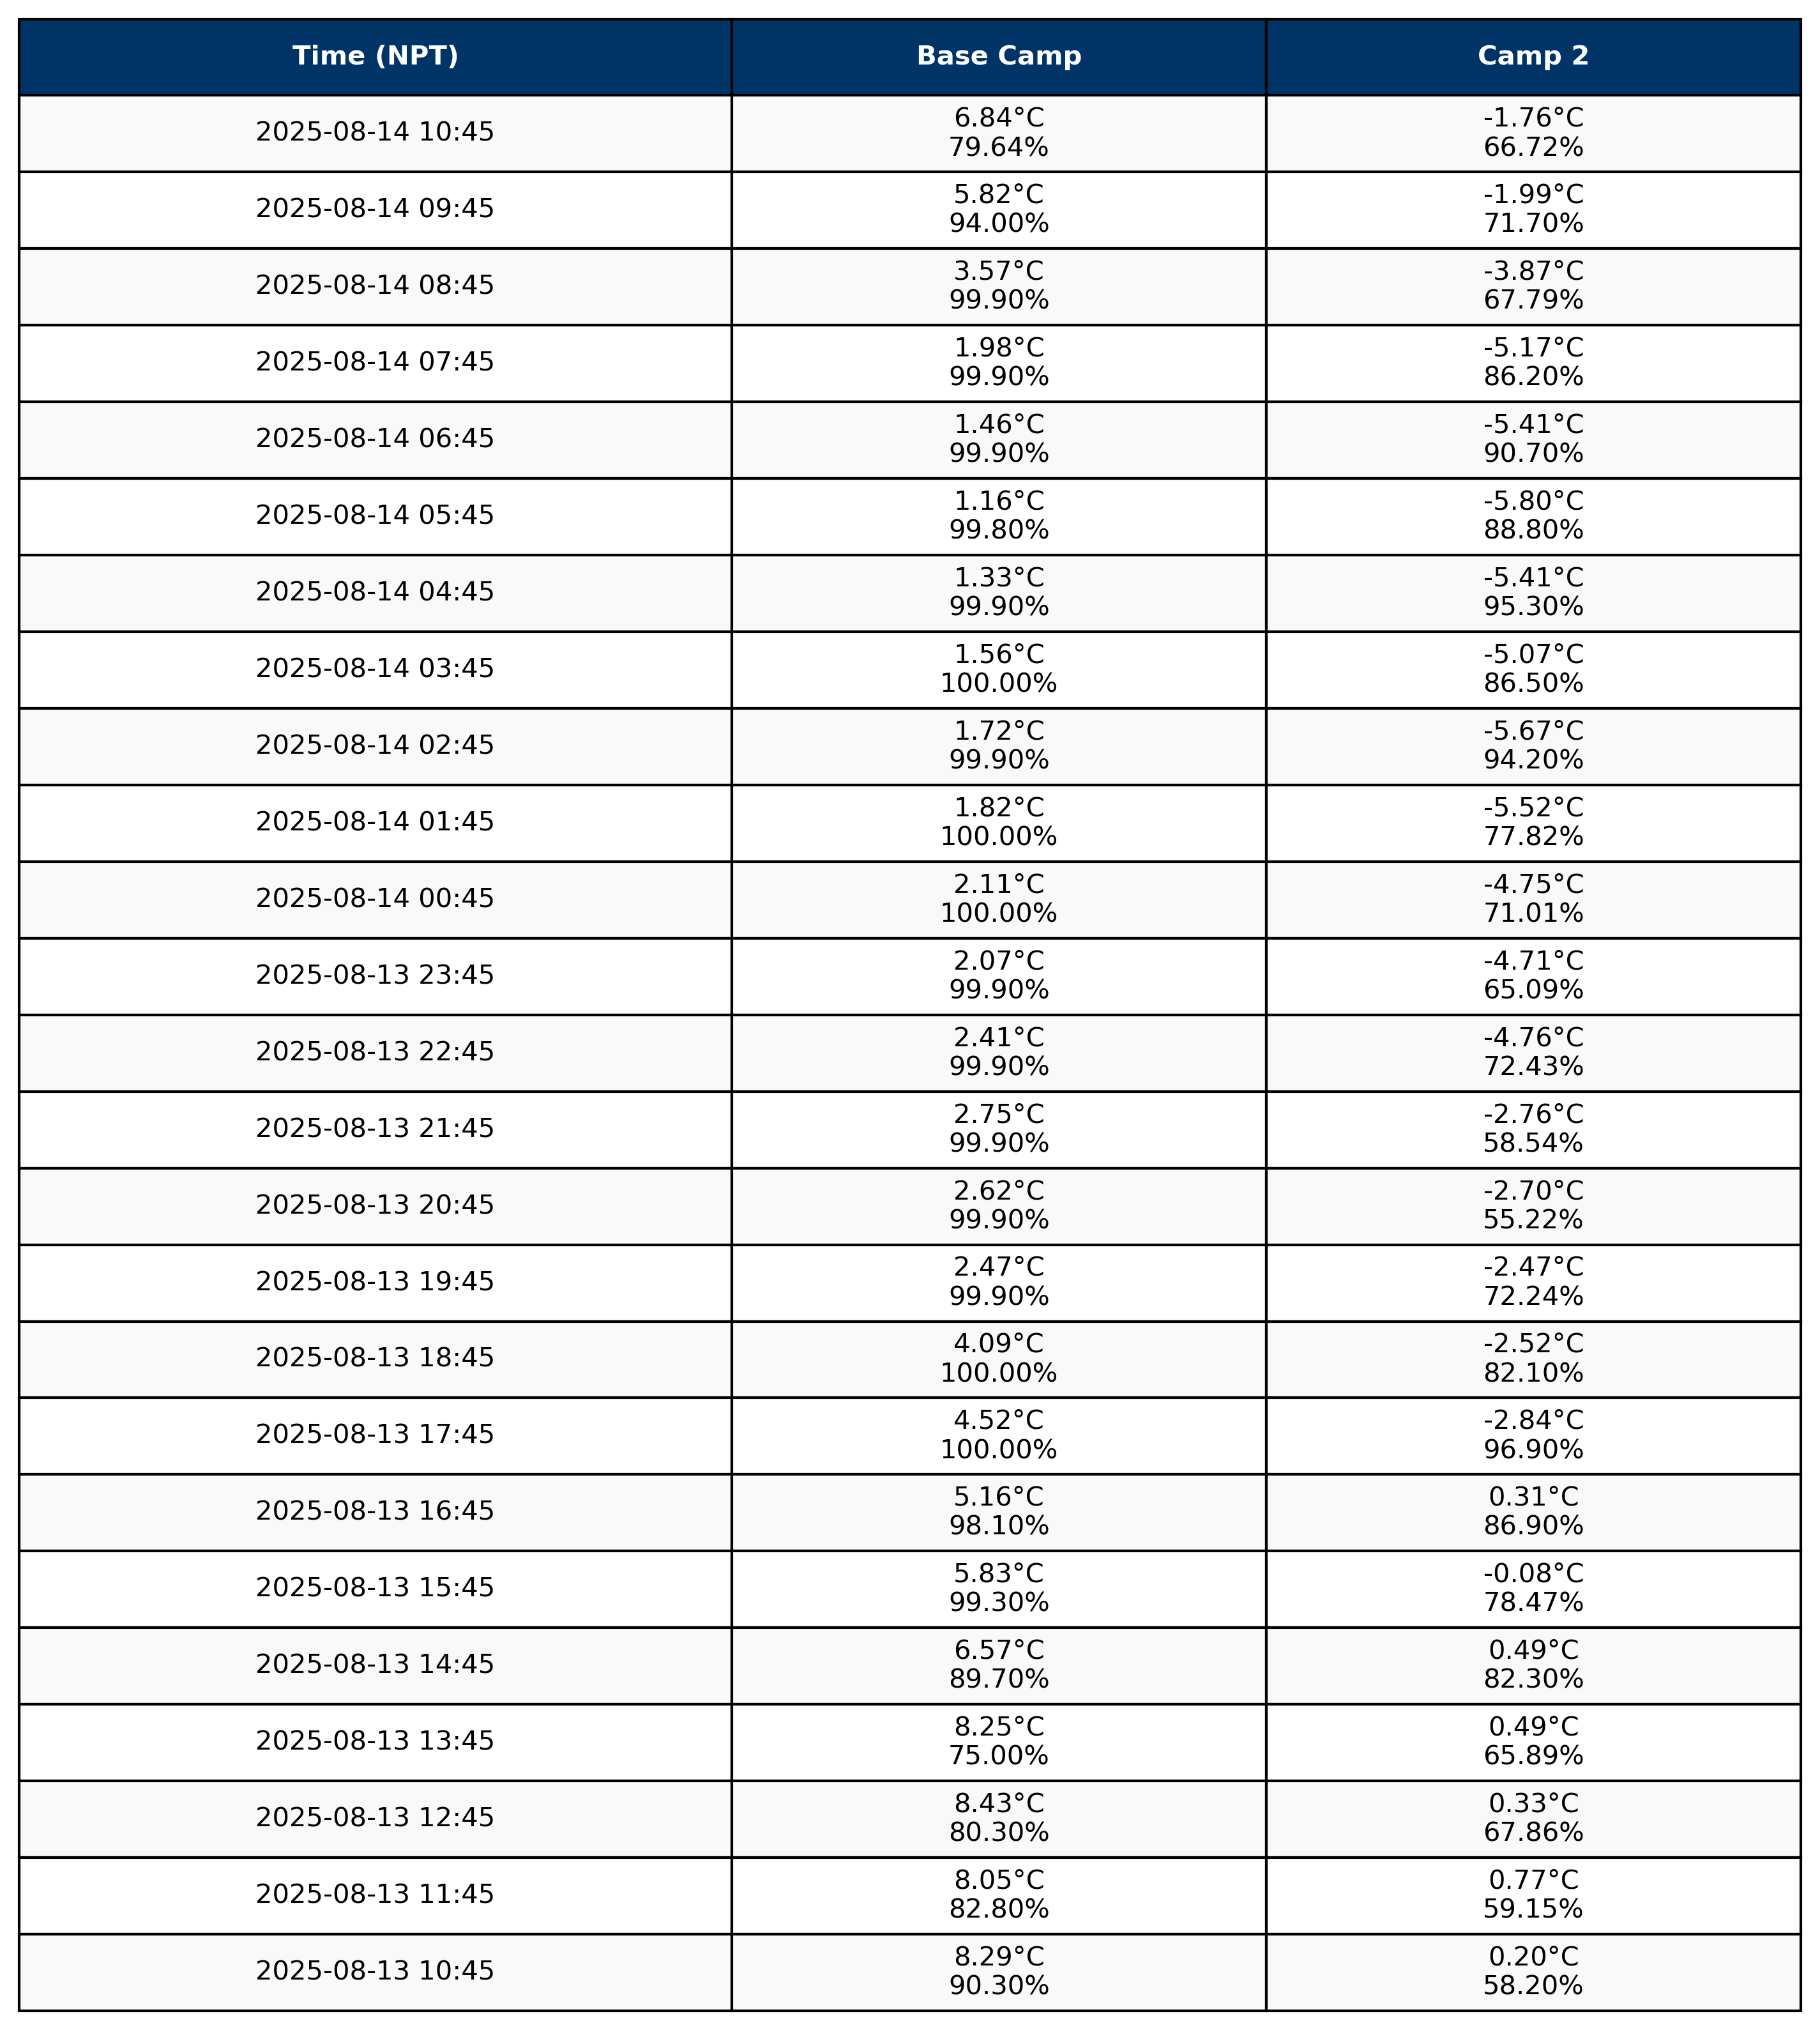 Time (NPT) Base Camp Camp 2
2025-08-14 10:45 6.84°C -1.76°C
79.64% 66.72%
2025-08-14 09:45 5.82°C -1.99°C
94.00% 71.70%
2025-08-14 08:45 3.57°C -3.87°C
99.90% 67.79%
2025-08-14 07:45 1.98°C -5.17°C
99.90% 86.20%
2025-08-14 06:45 1.46°C -5.41°C
99.90% 90.70%
2025-08-14 05:45 1.16°C -5.80°C
99.80% 88.80%
2025-08-14 04:45 1.33°C -5.41°C
99.90% 95.30%
2025-08-14 03:45 1.56°C -5.07°C
100.00% 86.50%
2025-08-14 02:45 1.72°C -5.67°C
99.90% 94.20%
2025-08-14 01:45 1.82°C -5.52°C
100.00% 77.82%
2025-08-14 00:45 2.11°C -4.75°C
100.00% 71.01%
2025-08-13 23:45 2.07°C -4.71°C
99.90% 65.09%
2025-08-13 22:45 2.41°C -4.76°C
99.90% 72.43%
2025-08-13 21:45 2.75°C -2.76°C
99.90% 58.54%
2025-08-13 20:45 2.62°C -2.70°C
99.90% 55.22%
2025-08-13 19:45 2.47°C -2.47°C
99.90% 72.24%
2025-08-13 18:45 4.09°C -2.52°C
100.00% 82.10%
2025-08-13 17:45 4.52°C -2.84°C
100.00% 96.90%
2025-08-13 16:45 5.16°C 0.31°C
98.10% 86.90%
2025-08-13 15:45 5.83°C -0.08°C
99.30% 78.47%
2025-08-13 14:45 6.57°C 0.49°C
89.70% 82.30%
2025-08-13 13:45 8.25°C 0.49°C
75.00% 65.89%
2025-08-13 12:45 8.43°C 0.33°C
80.30% 67.86%
2025-08-13 11:45 8.05°C 0.77°C
82.80% 59.15%
2025-08-13 10:45 8.29°C 0.20°C
90.30% 58.20%